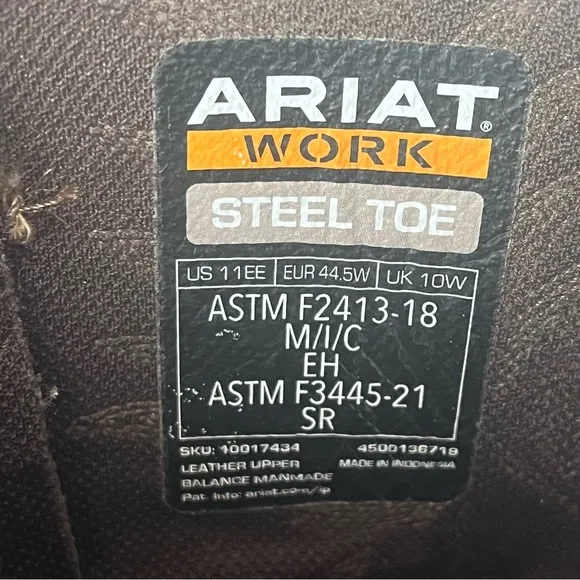 ARIAT®
WORK
STEEL TOE
US 11EE EUR 44.5W UK 10W
ASTM F2413-18
M/I/C
EH
ASTM F3445-21
SR
SKU: 10017434 4500136719
LEATHER UPPER MADE IN INDONESIA
BALANCE MANMADE
Pat. Info: ariat.com/ip